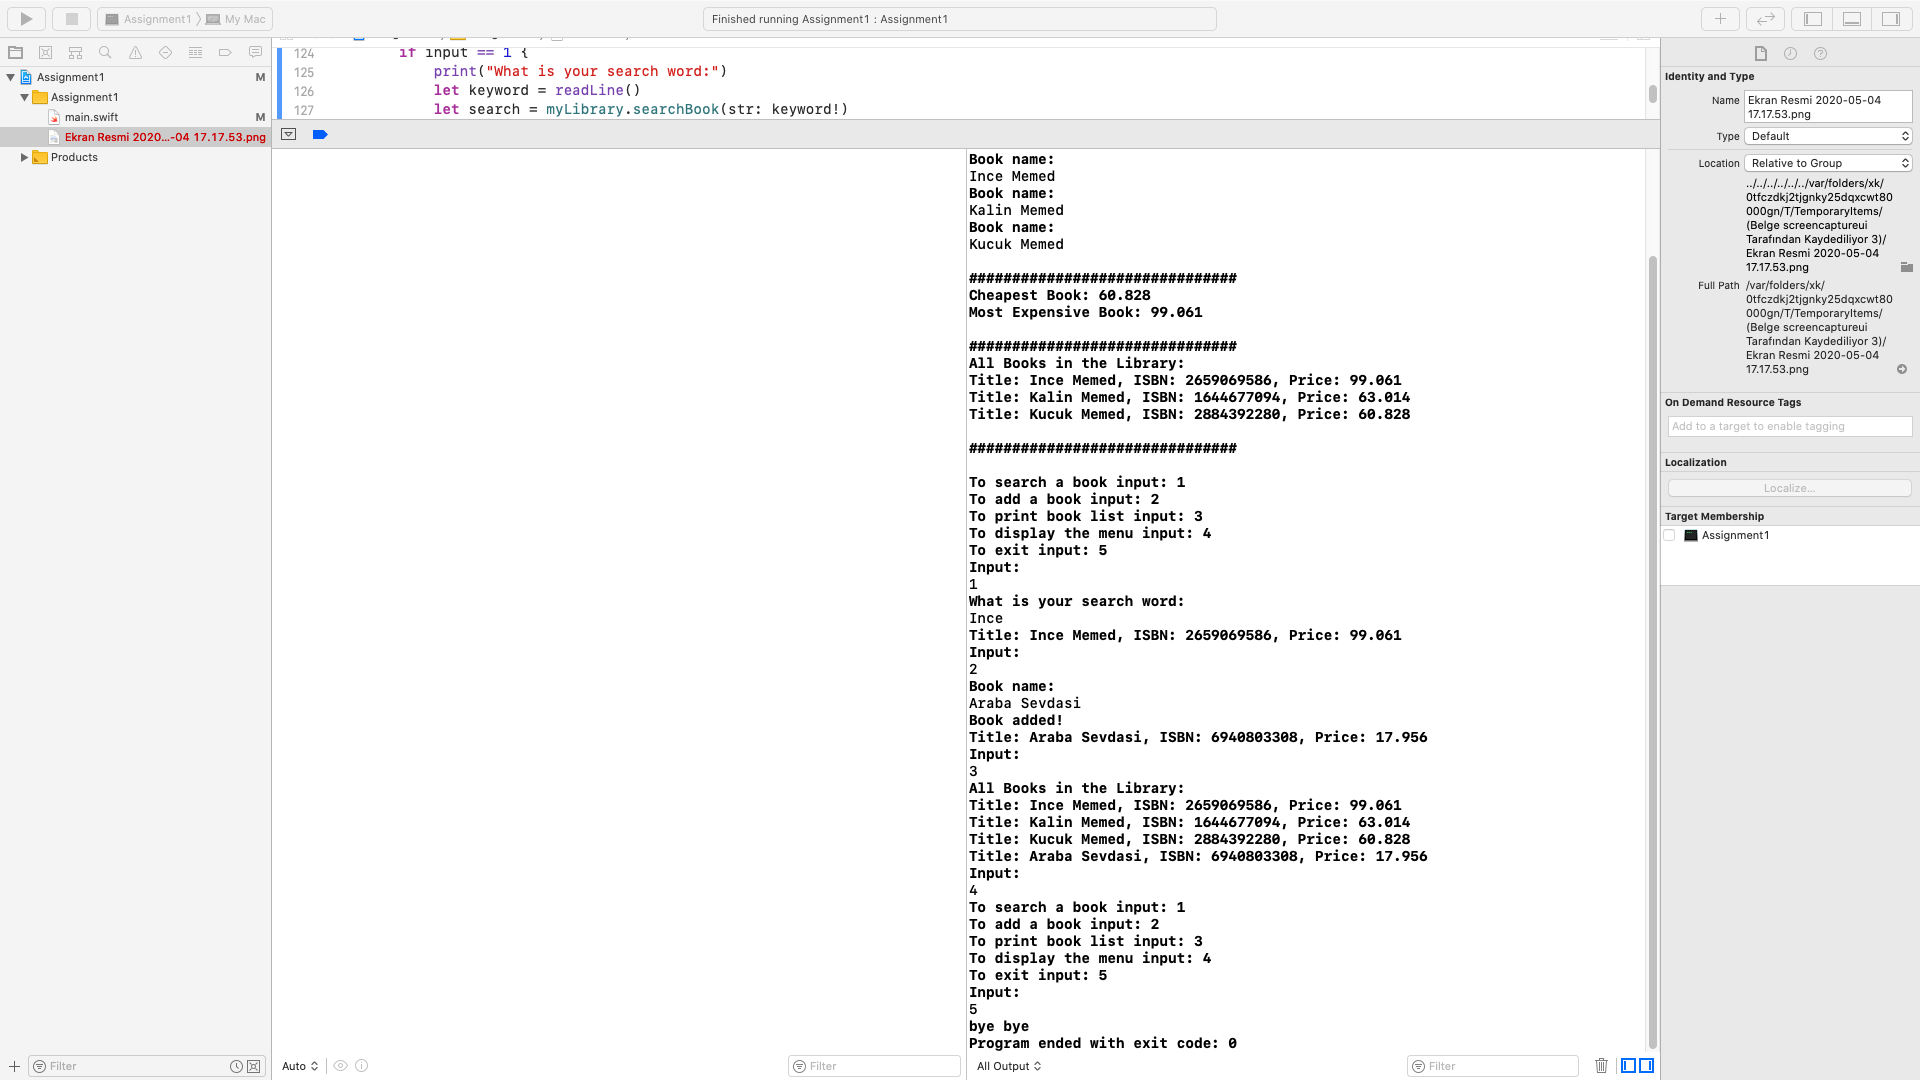 Assignment1 My Mac
Finished running Assignment1 : Assignment1
Assignment1 M
Assignment1
main.swift M
Ekran Resmi 2020...-04 17.17.53.png
Products
Filter
124 if input == 1 {
125 print("What is your search word:")
126 let keyword = readLine()
127 let search = myLibrary.searchBook(str: keyword!)
Auto
Filter
Book name:
Ince Memed
Book name:
Kalin Memed
Book name:
Kucuk Memed
###############################
Cheapest Book: 60.828
Most Expensive Book: 99.061
###############################
All Books in the Library:
Title: Ince Memed, ISBN: 2659069586, Price: 99.061
Title: Kalin Memed, ISBN: 1644677094, Price: 63.014
Title: Kucuk Memed, ISBN: 2884392280, Price: 60.828
###############################
To search a book input: 1
To add a book input: 2
To print book list input: 3
To display the menu input: 4
To exit input: 5
Input:
1
What is your search word:
Ince
Title: Ince Memed, ISBN: 2659069586, Price: 99.061
Input:
2
Book name:
Araba Sevdasi
Book added!
Title: Araba Sevdasi, ISBN: 6940803308, Price: 17.956
Input:
3
All Books in the Library:
Title: Ince Memed, ISBN: 2659069586, Price: 99.061
Title: Kalin Memed, ISBN: 1644677094, Price: 63.014
Title: Kucuk Memed, ISBN: 2884392280, Price: 60.828
Title: Araba Sevdasi, ISBN: 6940803308, Price: 17.956
Input:
4
To search a book input: 1
To add a book input: 2
To print book list input: 3
To display the menu input: 4
To exit input: 5
Input:
5
bye bye
Program ended with exit code: 0
All Output
Filter
Identity and Type
Name Ekran Resmi 2020-05-04
17.17.53.png
Type Default
Location Relative to Group
../../../../../../var/folders/xk/
0tfczdkj2tjgnky25dqxcwt80
000gn/T/TemporaryItems/
(Belge screencaptureui
Tarafından Kaydediliyor 3)/
Ekran Resmi 2020-05-04
17.17.53.png
Full Path /var/folders/xk/
0tfczdkj2tjgnky25dqxcwt80
000gn/T/TemporaryItems/
(Belge screencaptureui
Tarafından Kaydediliyor 3)/
Ekran Resmi 2020-05-04
17.17.53.png
On Demand Resource Tags
Add to a target to enable tagging
Localization
Localize...
Target Membership
Assignment1